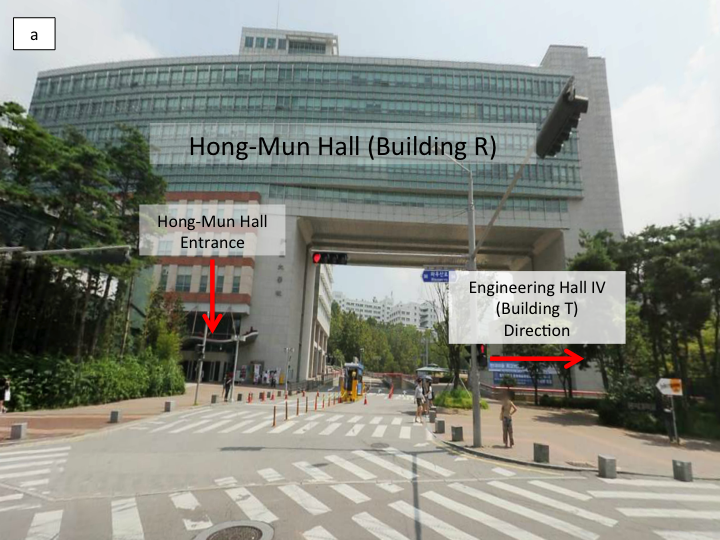 a
Hong-Mun Hall (Building R)
Hong-Mun Hall
Entrance
Engineering Hall IV
(Building T)
Direction